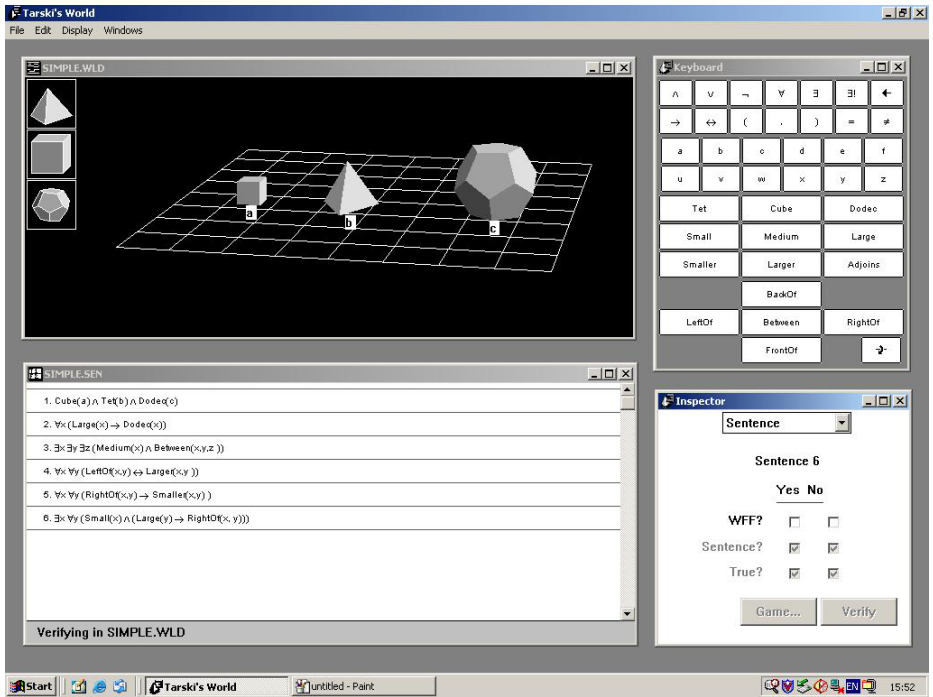 Tarski's World
File Edit Display Windows
SIMPLE.WLD
a
b
c
Keyboard
∧ ∨ ¬ ∀ ∃ ∃! ←
→ ↔ ( , ) = ≠
a b c d e f
u v w x y z
Tet Cube Dodec
Small Medium Large
Smaller Larger Adjoins
BackOf
LeftOf Between RightOf
FrontOf
SIMPLE.SEN
1. Cube(a)∧ Tet(b)∧ Dodec(c)
2. ∀x(Large(x) → Dodec(x))
3. ∃x∃y∃z(Medium(x)∧ Between(x,y,z ))
4. ∀x ∀y (LeftOf(x,y) ↔ Larger(x,y ))
5. ∀x ∀y (RightOf(x,y) → Smaller(x,y) )
6. ∃x ∀y (Small(x)∧(Large(y)→ RightOf(x, y)))
Verifying in SIMPLE.WLD
Inspector
Sentence
Sentence 6
Yes No
WFF?
Sentence?
True?
Game... Verify
Start Tarski's World untitled - Paint EN 15:52